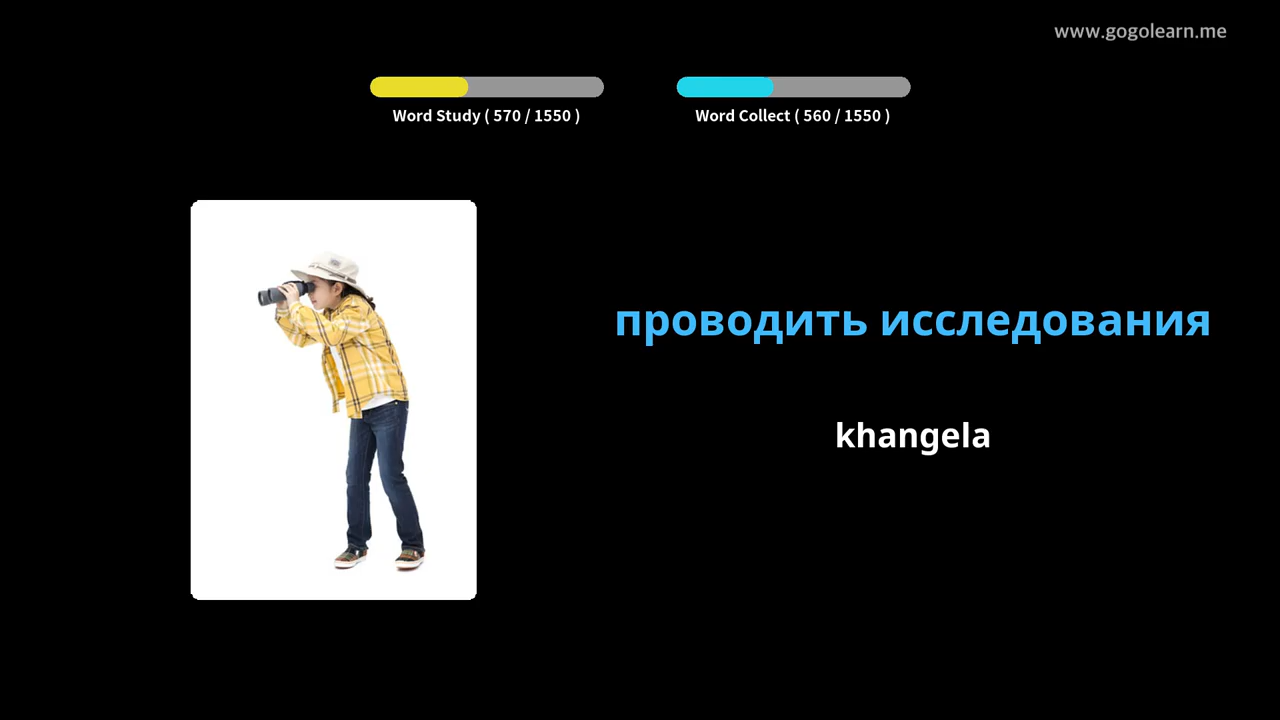 www.gogolearn.me
Word Study ( 570 / 1550 )
Word Collect ( 560 / 1550 )
проводить исследования
khangela